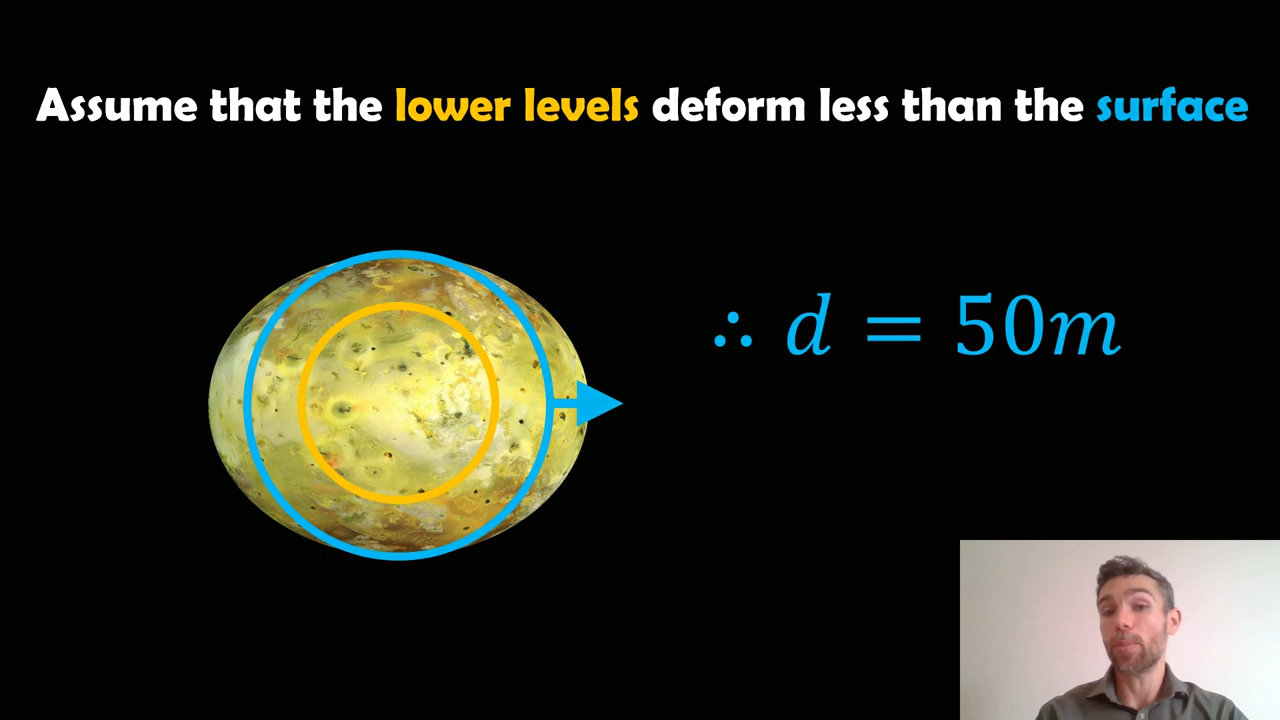 Assume that the lower levels deform less than the surface
∴ d = 50m